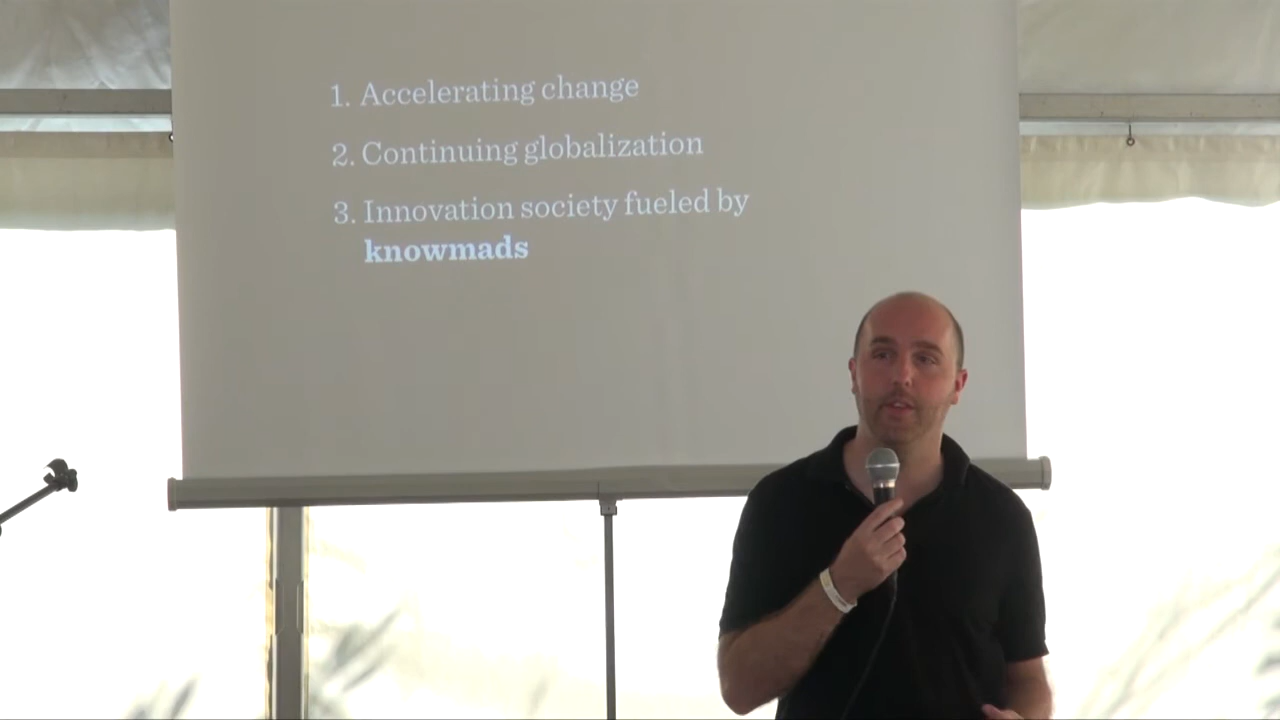 1. Accelerating change
2. Continuing globalization
3. Innovation society fueled by
knowmads